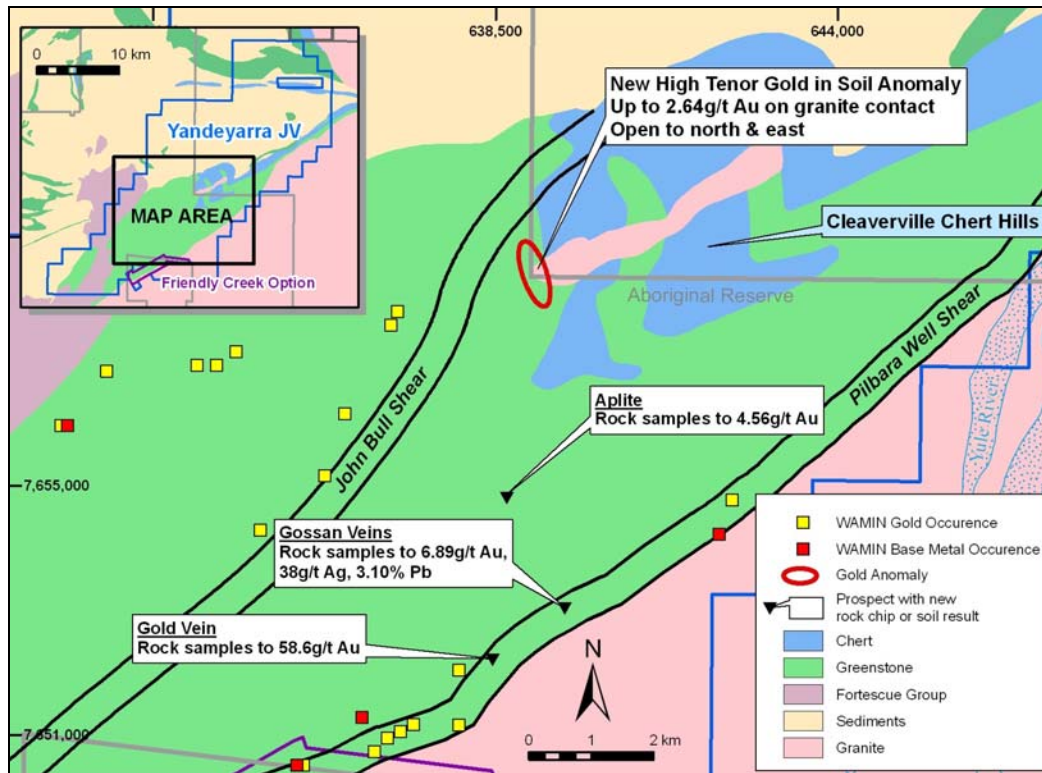 638,500
644,000
0 10 km
Yandeyarra JV
MAP AREA
Friendly Creek Option
New High Tenor Gold in Soil Anomaly
Up to 2.64g/t Au on granite contact
Open to north & east
Cleaverville Chert Hills
Aboriginal Reserve
Pilbara Well Shear
John Bull Shear
Yule River
Aplite
Rock samples to 4.56g/t Au
7,655,000
Gossan Veins
Rock samples to 6.89g/t Au,
38g/t Ag, 3.10% Pb
Gold Vein
Rock samples to 58.6g/t Au
7,651,000
N
0 1 2 km
WAMIN Gold Occurence
WAMIN Base Metal Occurence
Gold Anomaly
Prospect with new
rock chip or soil result
Chert
Greenstone
Fortescue Group
Sediments
Granite